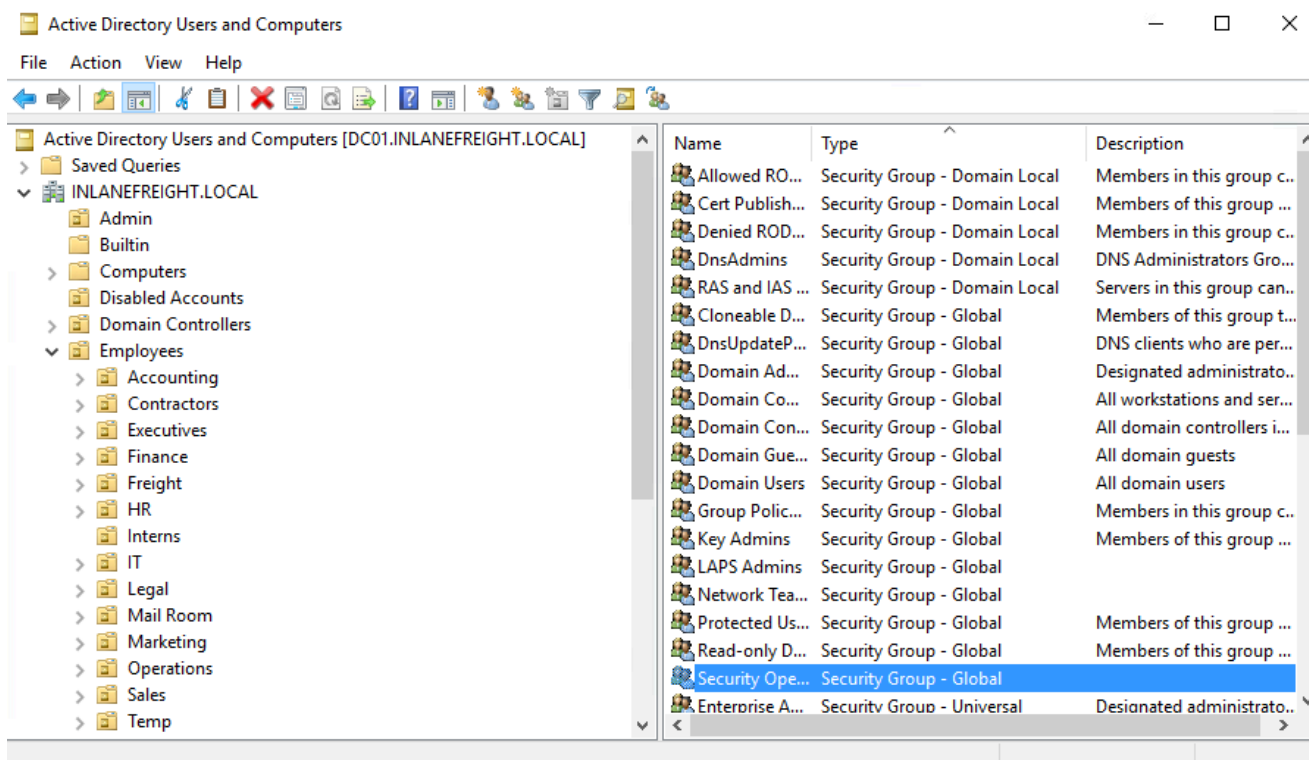 Active Directory Users and Computers
File Action View Help
Active Directory Users and Computers [DC01.INLANEFREIGHT.LOCAL]
Saved Queries
INLANEFREIGHT.LOCAL
Admin
Builtin
Computers
Disabled Accounts
Domain Controllers
Employees
Accounting
Contractors
Executives
Finance
Freight
HR
Interns
IT
Legal
Mail Room
Marketing
Operations
Sales
Temp
Name Type Description
Allowed RO... Security Group - Domain Local Members in this group c...
Cert Publish... Security Group - Domain Local Members of this group ...
Denied ROD... Security Group - Domain Local Members in this group c..
DnsAdmins Security Group - Domain Local DNS Administrators Gro...
RAS and IAS ... Security Group - Domain Local Servers in this group can..
Cloneable D... Security Group - Global Members of this group t...
DnsUpdateP... Security Group - Global DNS clients who are per...
Domain Ad... Security Group - Global Designated administrato..
Domain Co... Security Group - Global All workstations and ser...
Domain Con... Security Group - Global All domain controllers i...
Domain Gue... Security Group - Global All domain guests
Domain Users Security Group - Global All domain users
Group Polic... Security Group - Global Members in this group c..
Key Admins Security Group - Global Members of this group ...
LAPS Admins Security Group - Global
Network Tea... Security Group - Global
Protected Us... Security Group - Global Members of this group ...
Read-only D... Security Group - Global Members of this group ...
Security Ope... Security Group - Global
Enterprise A... Security Group - Universal Designated administrato..